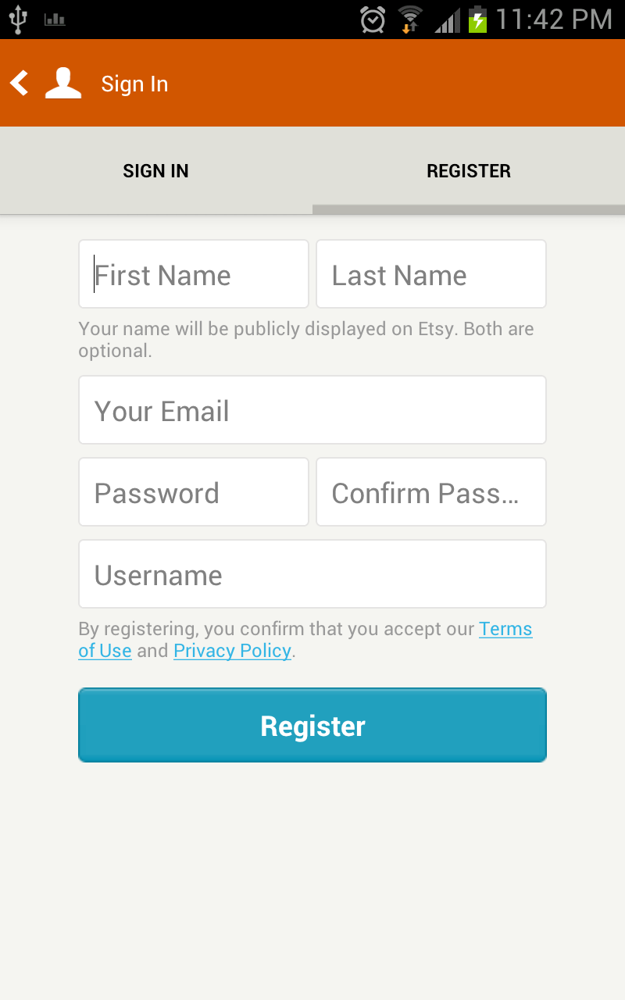 11:42 PM
Sign In
SIGN IN
REGISTER
First Name
Last Name
Your name will be publicly displayed on Etsy. Both are
optional.
Your Email
Password
Confirm Pass...
Username
By registering, you confirm that you accept our Terms
of Use and Privacy Policy.
Register